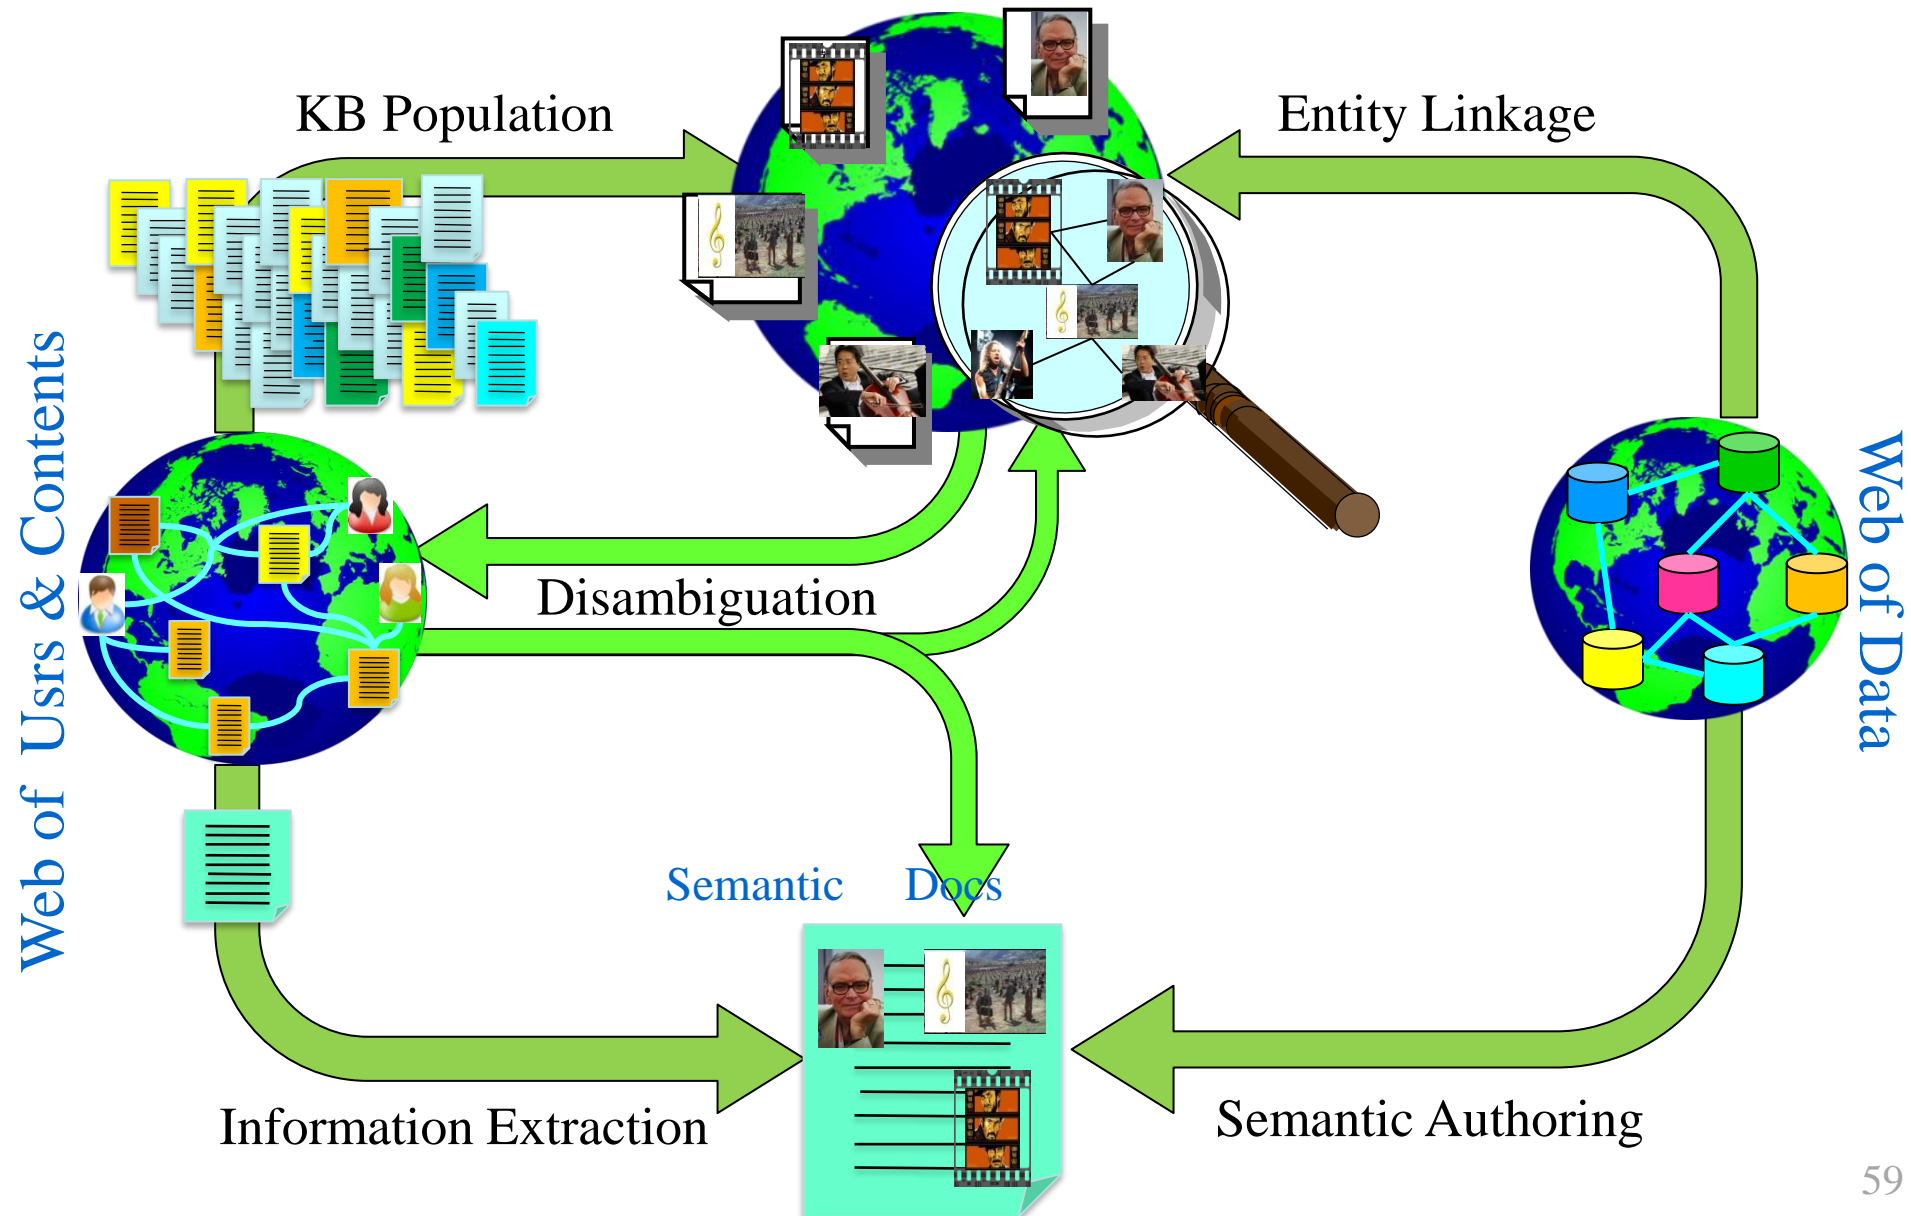 KB Population
Entity Linkage
Web of Usrs & Contents
Web of Data
Disambiguation
Semantic Docs
Information Extraction
Semantic Authoring
59